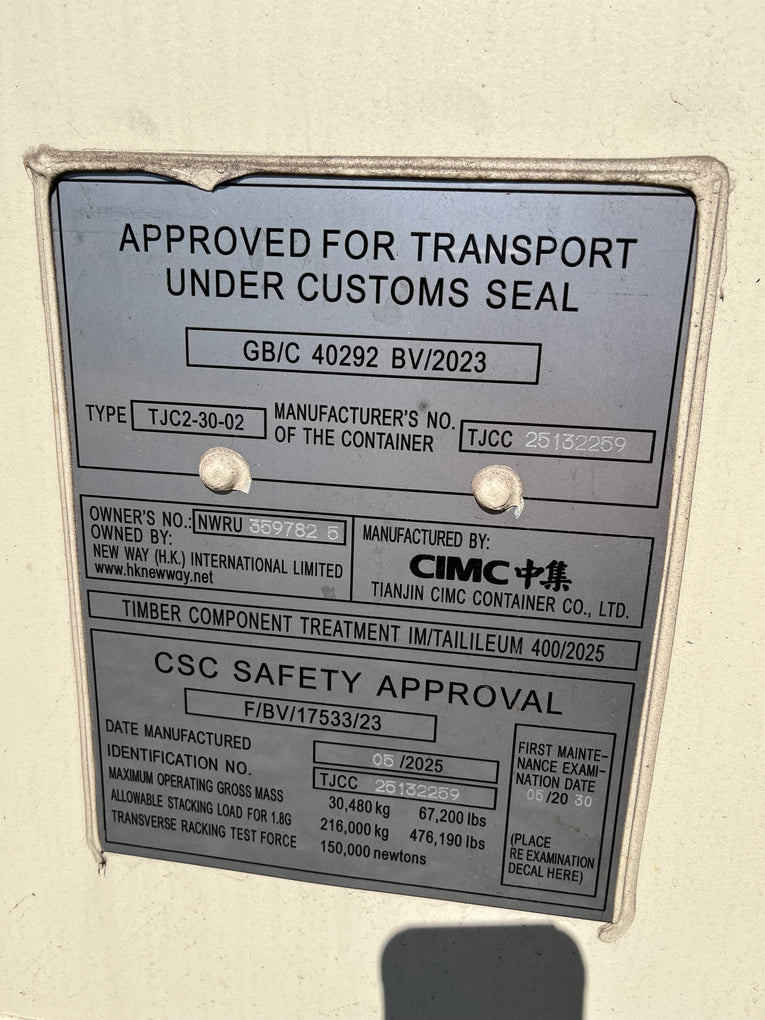 APPROVED FOR TRANSPORT
UNDER CUSTOMS SEAL
GB/C 40292 BV/2023
TYPE TJC2-30-02
MANUFACTURER'S NO.
OF THE CONTAINER
TJCC 25132259
OWNER'S NO.: NWRU 359782 5
OWNED BY:
NEW WAY (H.K.) INTERNATIONAL LIMITED
www.hknewway.net
MANUFACTURED BY:
CIMC 中集
TIANJIN CIMC CONTAINER CO., LTD.
TIMBER COMPONENT TREATMENT IM/TAILILEUM 400/2025
CSC SAFETY APPROVAL
F/BV/17533/23
DATE MANUFACTURED 05 /2025
IDENTIFICATION NO. TJCC 25132259
MAXIMUM OPERATING GROSS MASS 30,480 kg 67,200 lbs
ALLOWABLE STACKING LOAD FOR 1.8G 216,000 kg 476,190 lbs
TRANSVERSE RACKING TEST FORCE 150,000 newtons
FIRST MAINTE-
NANCE EXAMI-
NATION DATE
05 /20 30
(PLACE
RE EXAMINATION
DECAL HERE)